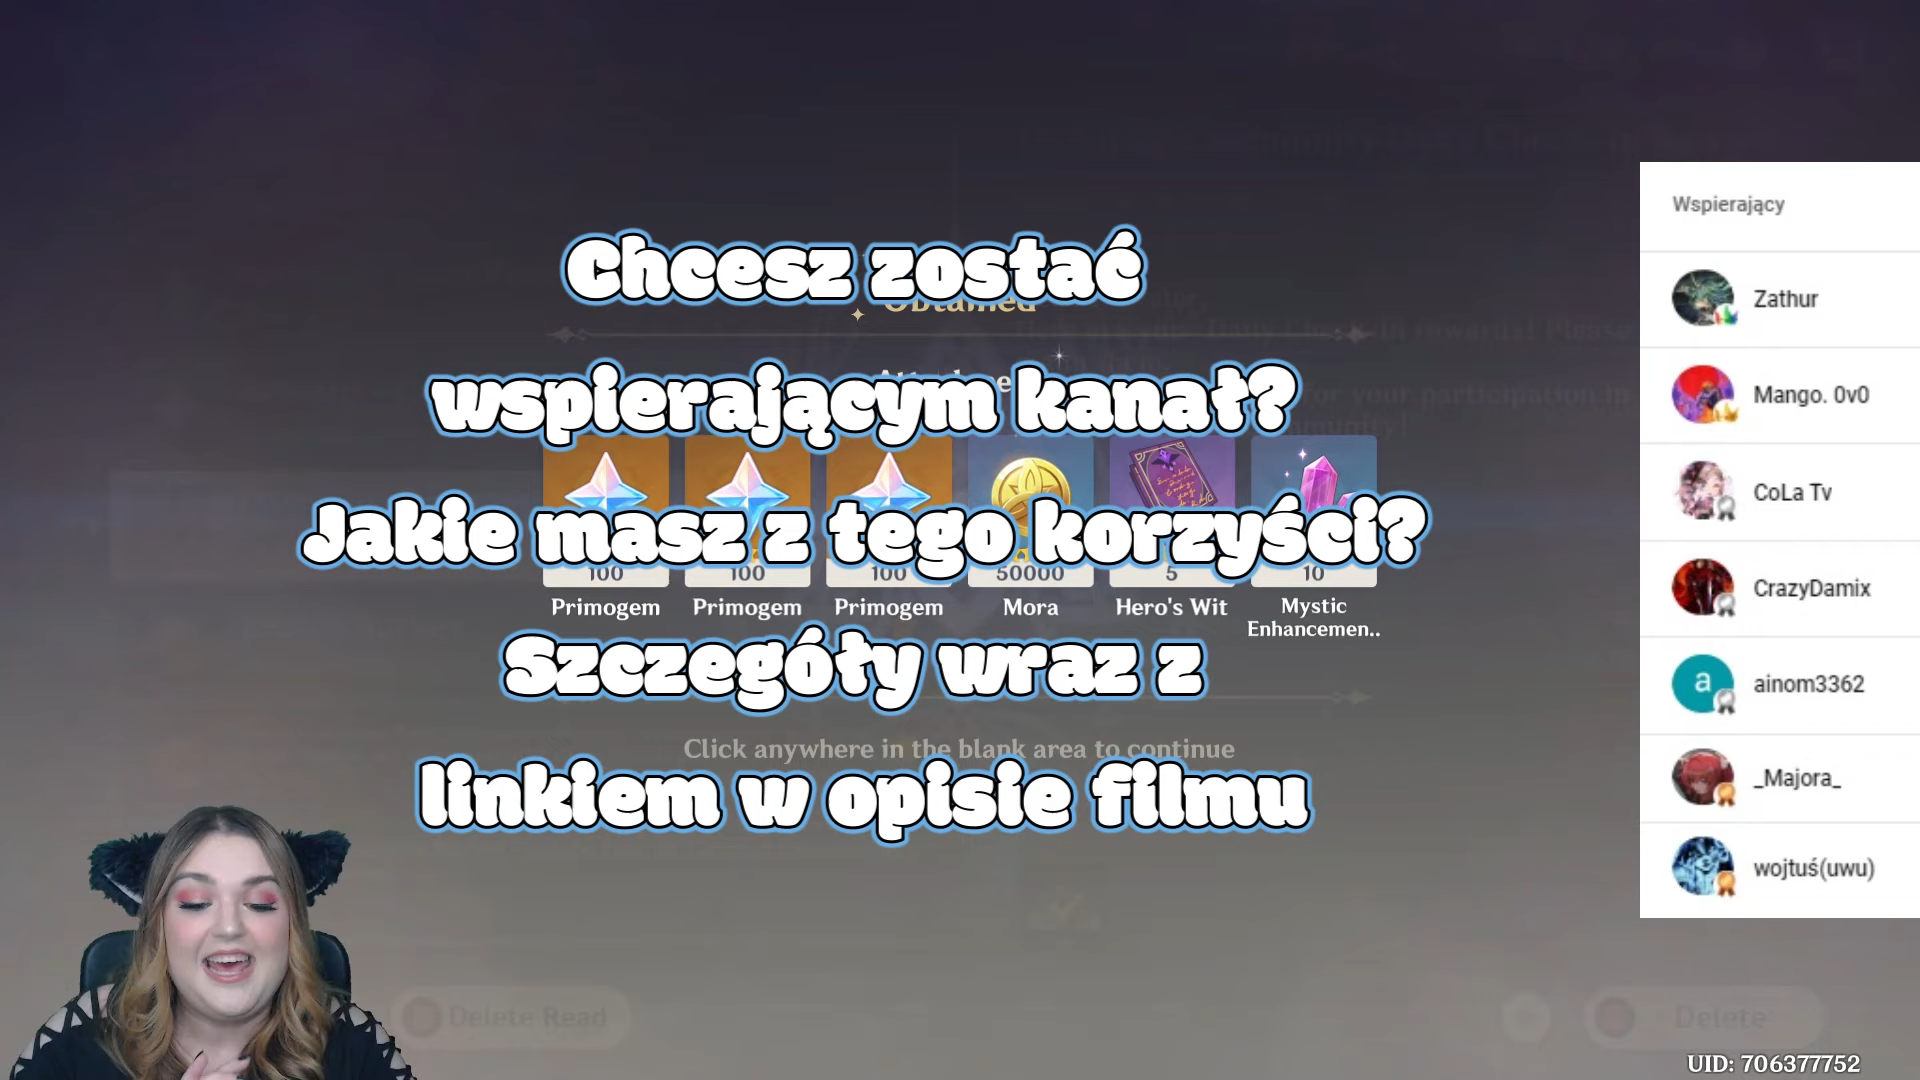 Chcesz zostać
Obtained
wspierającym kanał?
Jakie masz z tego korzyści?
100 100 100 50000 5 10
Primogem Primogem Primogem Mora Hero's Wit Mystic
Enhancemen..
Szczegóły wraz z
Click anywhere in the blank area to continue
linkiem w opisie filmu
Delete Read
Delete
Wspierający
Zathur
Mango. 0v0
CoLa Tv
CrazyDamix
a
ainom3362
_Majora_
wojtuś(uwu)
UID: 706377752